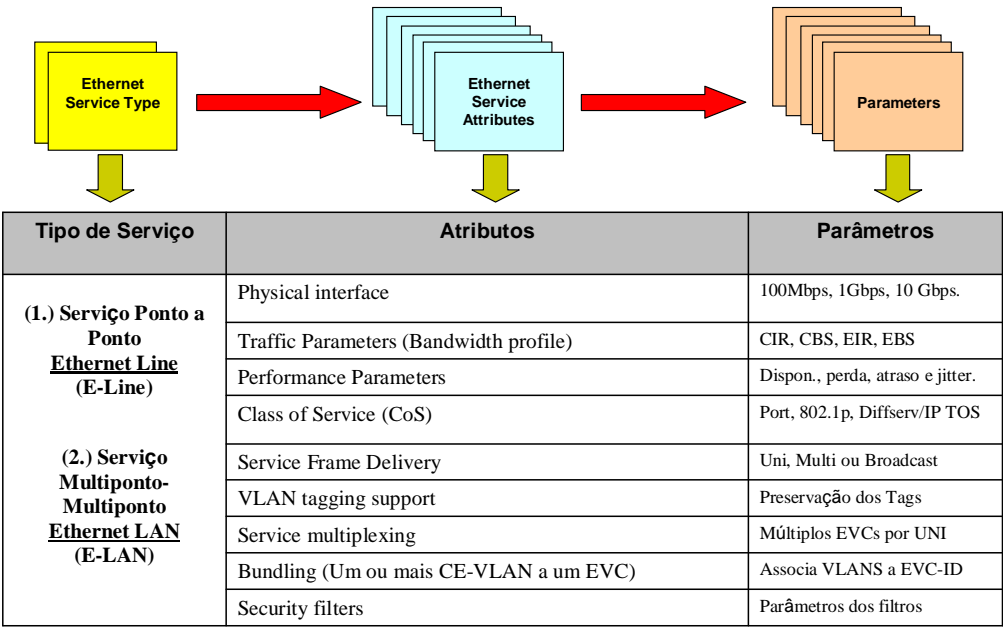 Ethernet
Service Type
Ethernet
Service
Attributes
Parameters
Tipo de Serviço
Atributos
Parâmetros
(1.) Serviço Ponto a
Ponto
Ethernet Line
(E-Line)
(2.) Serviço
Multiponto-
Multiponto
Ethernet LAN
(E-LAN)
Physical interface
100Mbps, 1Gbps, 10 Gbps.
Traffic Parameters (Bandwidth profile)
CIR, CBS, EIR, EBS
Performance Parameters
Dispon., perda, atraso e jitter.
Class of Service (CoS)
Port, 802.1p, Diffserv/IP TOS
Service Frame Delivery
Uni, Multi ou Broadcast
VLAN tagging support
Preservação dos Tags
Service multiplexing
Múltiplos EVCs por UNI
Bundling (Um ou mais CE-VLAN a um EVC)
Associa VLANS a EVC-ID
Security filters
Parâmetros dos filtros